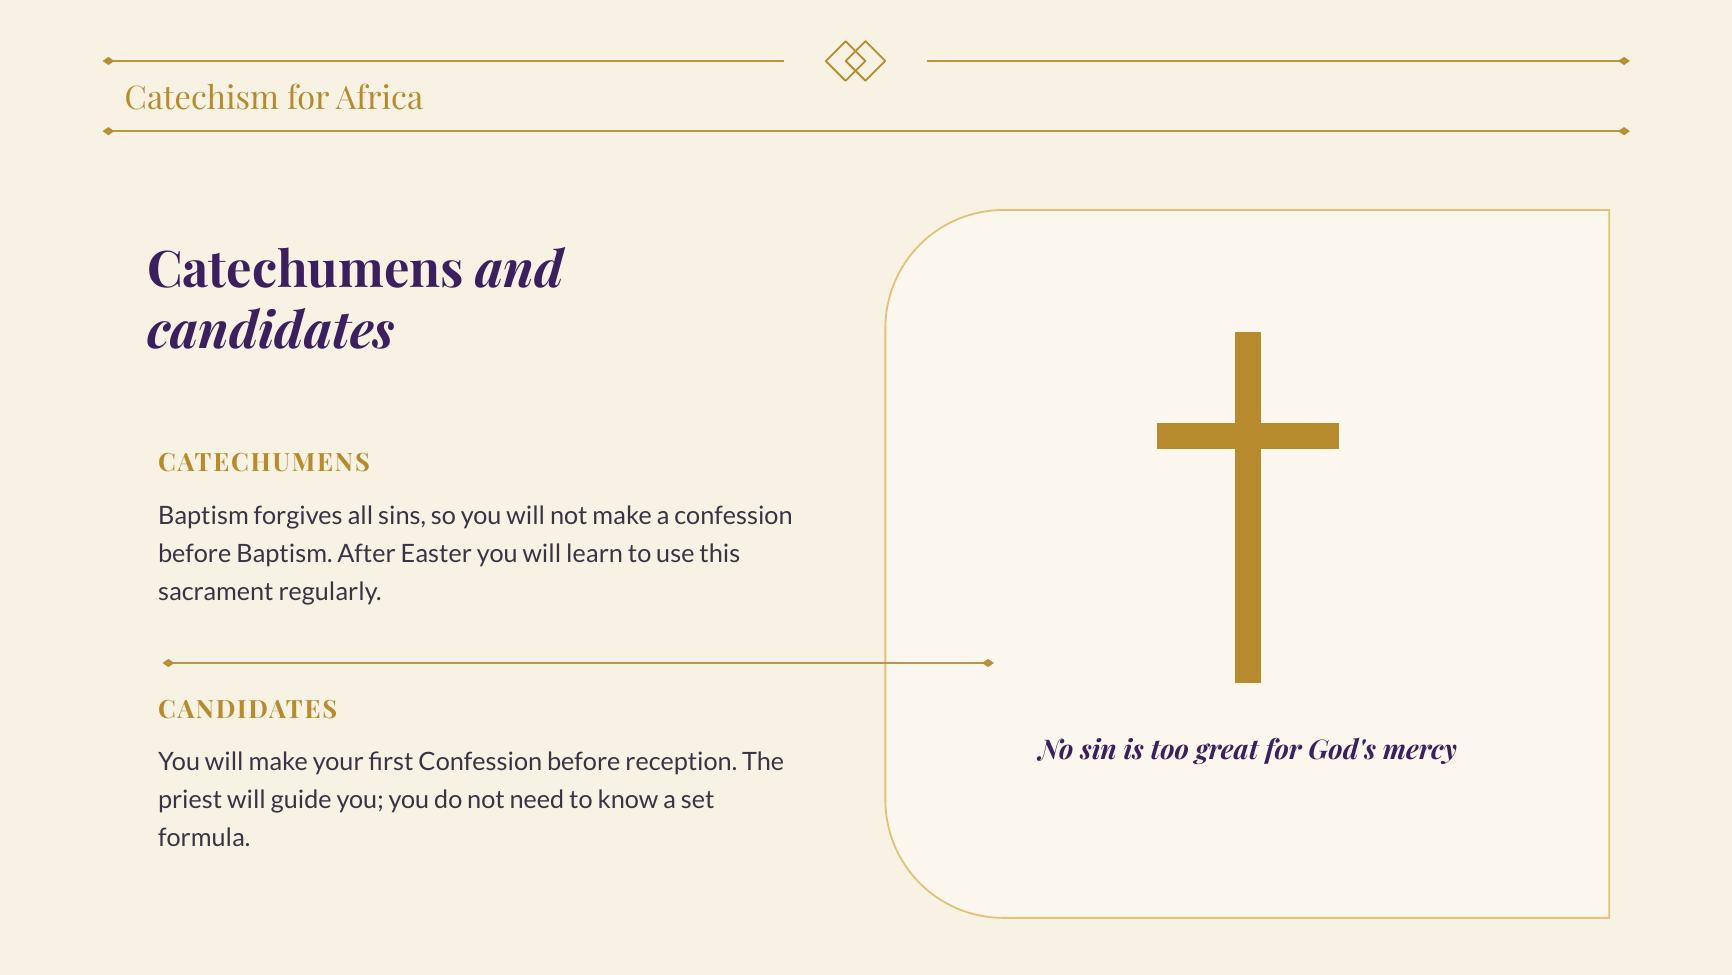 Catechism for Africa
Catechumens and
candidates
CATECHUMENS
Baptism forgives all sins, so you will not make a confession
before Baptism. After Easter you will learn to use this
sacrament regularly.
CANDIDATES
You will make your first Confession before reception. The
priest will guide you; you do not need to know a set
formula.
No sin is too great for God's mercy